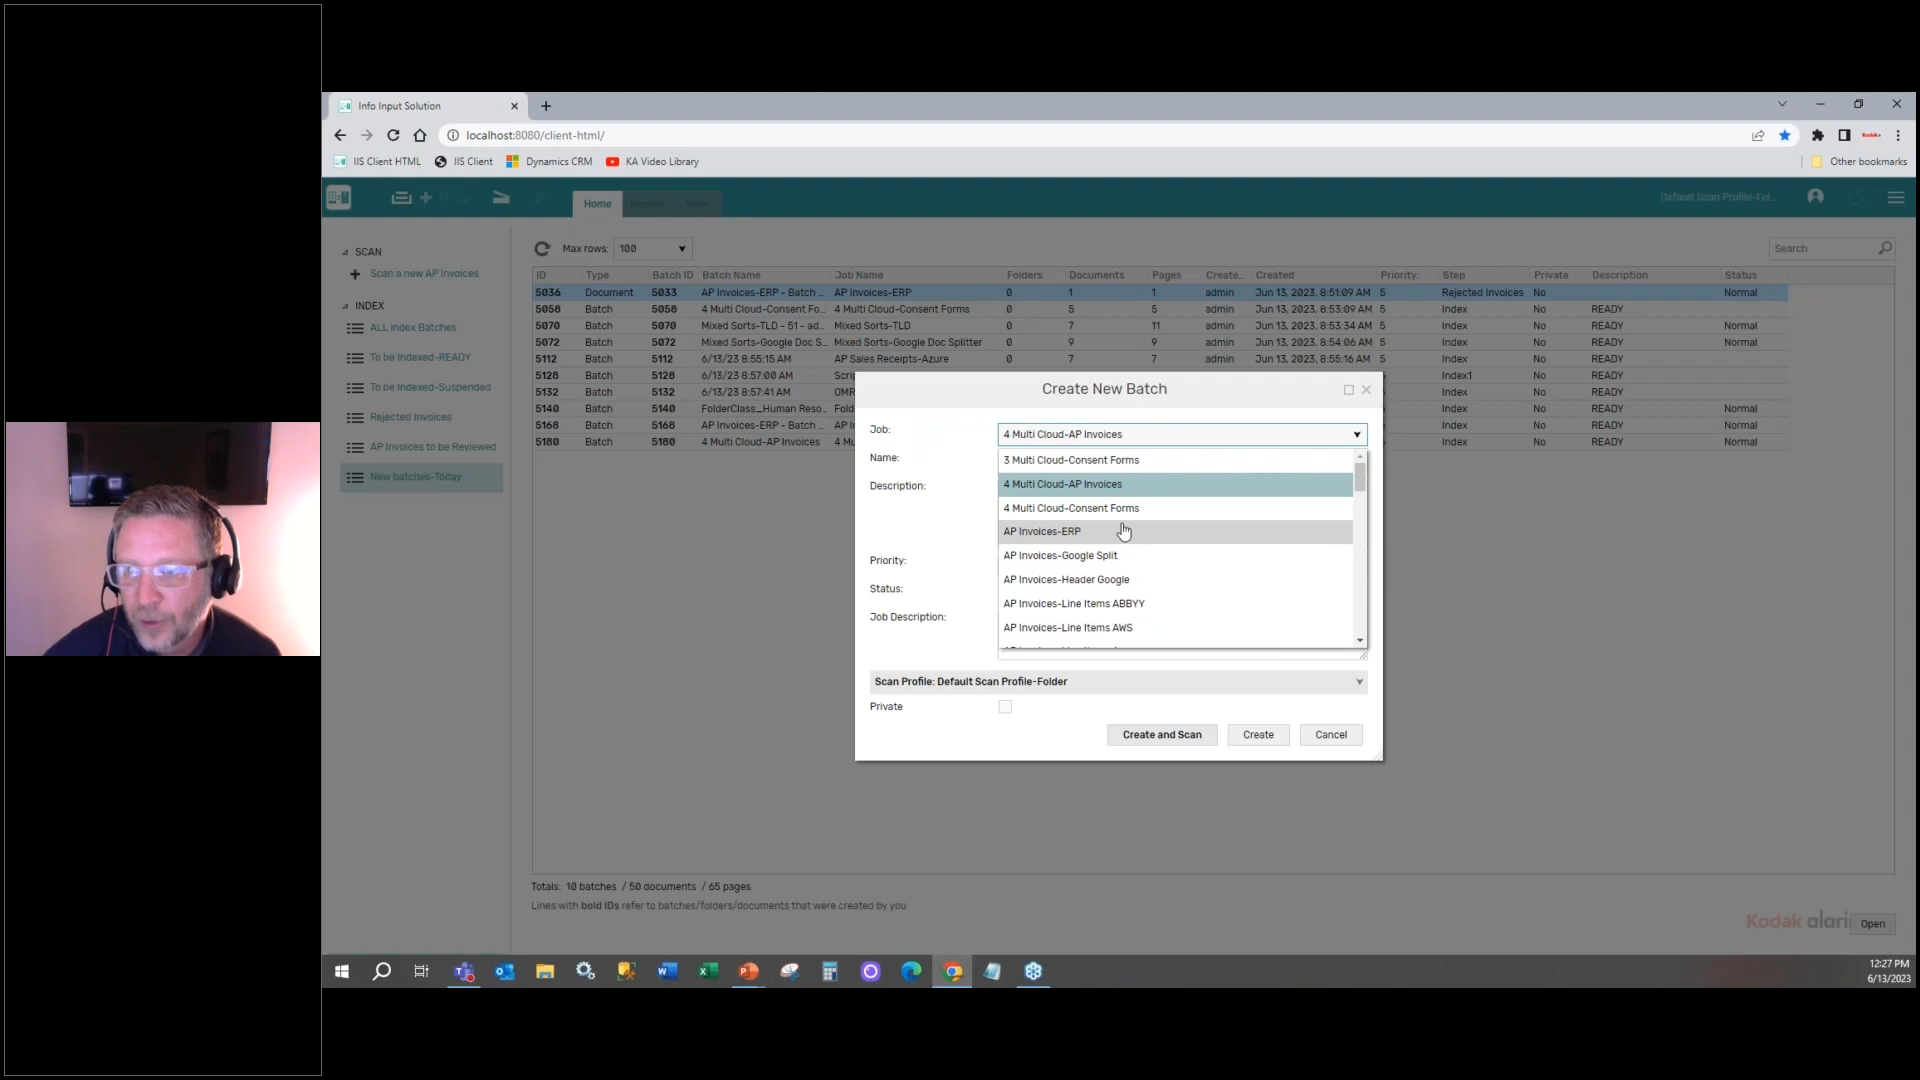 Info Input Solution
localhost:8080/client-html/
IIS Client HTML IIS Client Dynamics CRM KA Video Library Other bookmarks
Home Browse View Default Scan Profile-Fol...
SCAN
Scan a new AP Invoices
INDEX
ALL Index Batches
To be Indexed-READY
To be Indexed-Suspended
Rejected Invoices
AP Invoices to be Reviewed
New batches-Today
Max rows: 100 Search
ID Type Batch ID Batch Name Job Name Folders Documents Pages Create... Created Priority: Step Private Description Status
5036 Document 5033 AP Invoices-ERP - Batch ... AP Invoices-ERP 0 1 1 admin Jun 13, 2023, 8:51:09 AM 5 Rejected Invoices No Normal
5058 Batch 5058 4 Multi Cloud-Consent Fo... 4 Multi Cloud-Consent Forms 0 5 5 admin Jun 13, 2023, 8:53:09 AM 5 Index No READY
5070 Batch 5070 Mixed Sorts-TLD - 51 - ad... Mixed Sorts-TLD 0 7 11 admin Jun 13, 2023, 8:53:34 AM 5 Index No READY Normal
5072 Batch 5072 Mixed Sorts-Google Doc S... Mixed Sorts-Google Doc Splitter 0 9 9 admin Jun 13, 2023, 8:54:06 AM 5 Index No READY Normal
5112 Batch 5112 6/13/23 8:55:15 AM AP Sales Receipts-Azure 0 7 7 admin Jun 13, 2023, 8:55:16 AM 5 Index No READY
5128 Batch 5128 6/13/23 8:57:00 AM Scrip Index1 No READY
5132 Batch 5132 6/13/23 8:57:41 AM OMR Index No READY
5140 Batch 5140 FolderClass_Human Reso... Fold Index No READY Normal
5168 Batch 5168 AP Invoices-ERP - Batch ... AP I Index No READY Normal
5180 Batch 5180 4 Multi Cloud-AP Invoices 4 Mu Index No READY Normal
Create New Batch
Job: 4 Multi Cloud-AP Invoices
Name:
Description:
Priority:
Status:
Job Description:
3 Multi Cloud-Consent Forms
4 Multi Cloud-AP Invoices
4 Multi Cloud-Consent Forms
AP Invoices-ERP
AP Invoices-Google Split
AP Invoices-Header Google
AP Invoices-Line Items ABBYY
AP Invoices-Line Items AWS
Scan Profile: Default Scan Profile-Folder
Private
Create and Scan Create Cancel
Totals: 10 batches / 50 documents / 65 pages
Lines with bold IDs refer to batches/folders/documents that were created by you
Kodak alaris Open
12:27 PM
6/13/2023